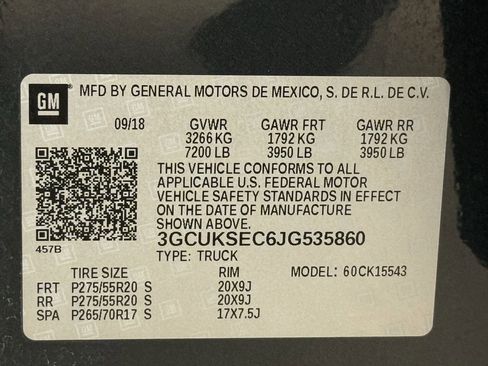 GM MFD BY GENERAL MOTORS DE MEXICO, S. DE R.L. DE C.V.
09/18 GVWR GAWR FRT GAWR RR
3266 KG 1792 KG 1792 KG
7200 LB 3950 LB 3950 LB
THIS VEHICLE CONFORMS TO ALL
APPLICABLE U.S. FEDERAL MOTOR
VEHICLE SAFETY STANDARDS IN EFFECT
ON THE DATE OF MANUFACTURE
SHOWN ABOVE.
457B 3GCUKSEC6JG535860
TYPE: TRUCK
TIRE SIZE RIM MODEL: 60CK15543
FRT P275/55R20 S 20X9J
RR P275/55R20 S 20X9J
SPA P265/70R17 S 17X7.5J